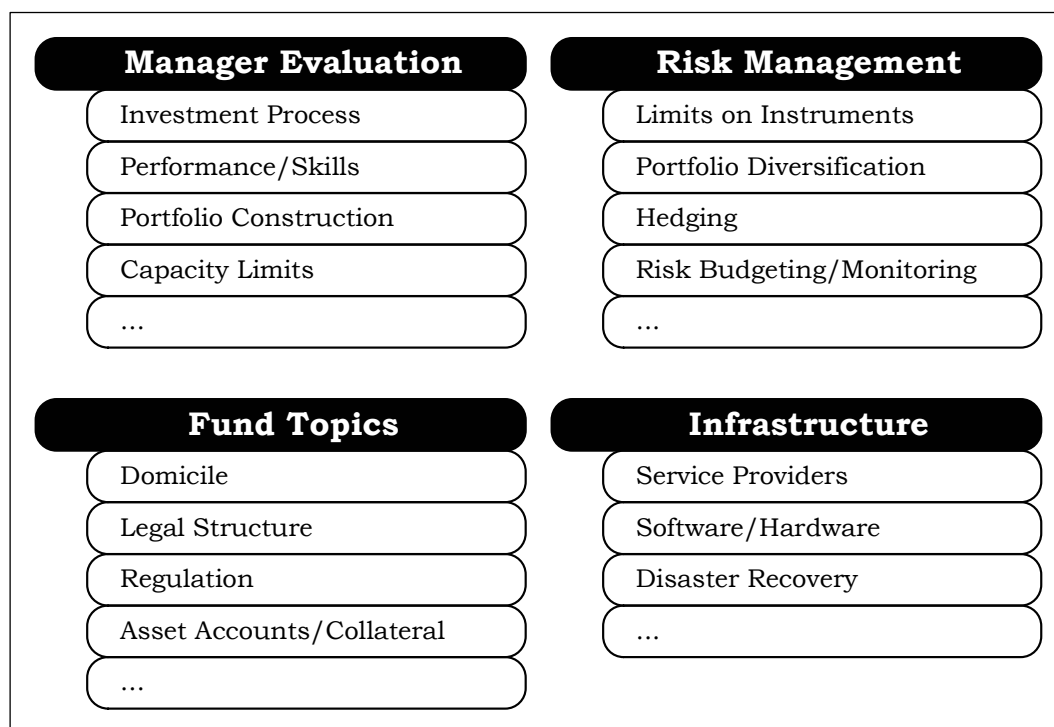 Manager Evaluation
Investment Process
Performance/Skills
Portfolio Construction
Capacity Limits
...
Risk Management
Limits on Instruments
Portfolio Diversification
Hedging
Risk Budgeting/Monitoring
...
Fund Topics
Domicile
Legal Structure
Regulation
Asset Accounts/Collateral
...
Infrastructure
Service Providers
Software/Hardware
Disaster Recovery
...